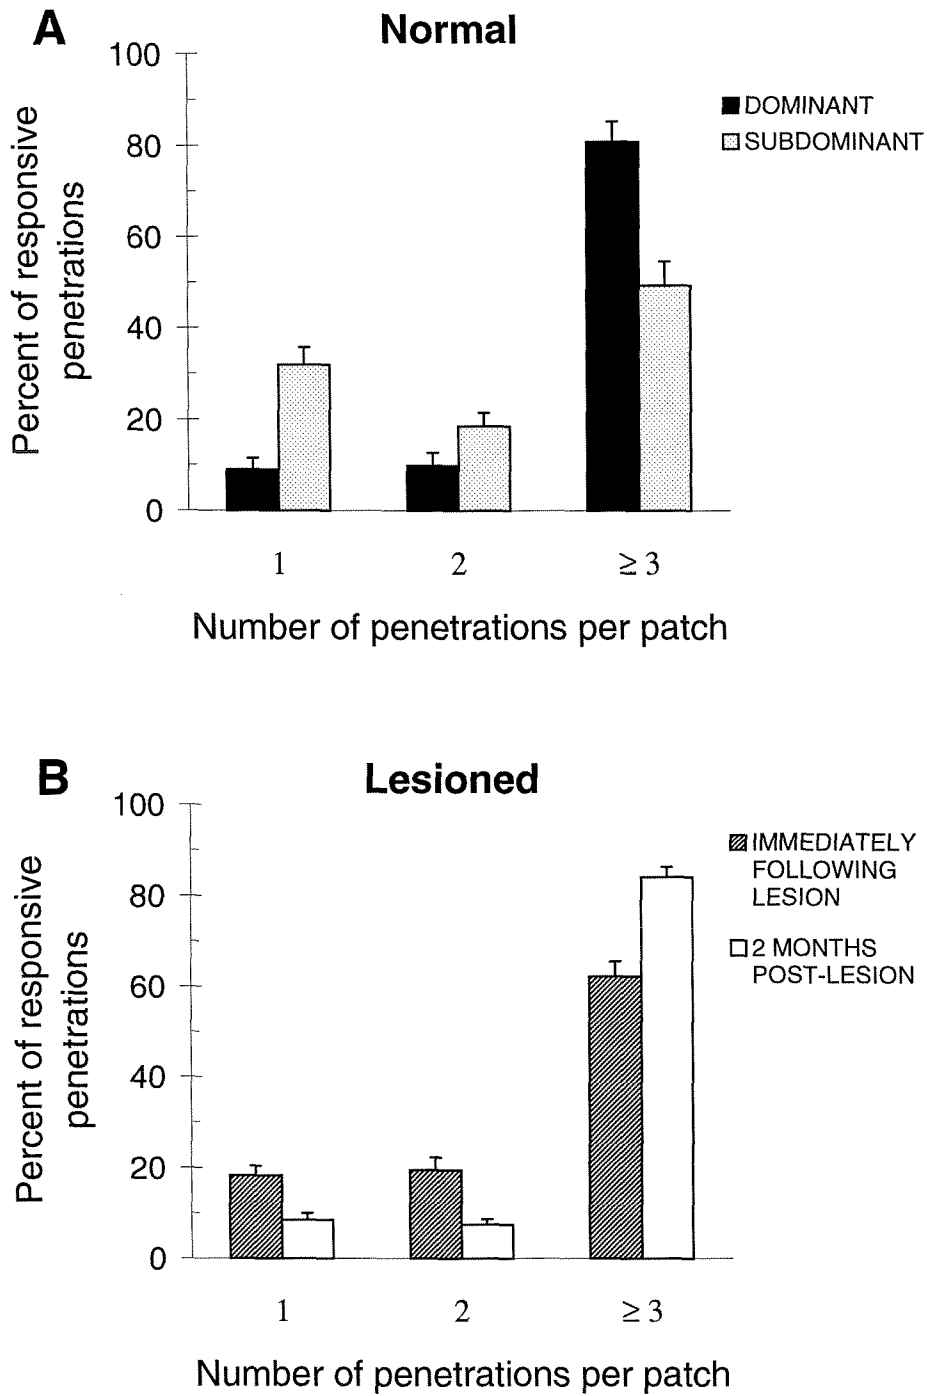 A
Normal
100
80
60
40
20
0
Percent of responsive
penetrations
DOMINANT
SUBDOMINANT
1 2 ≥ 3
Number of penetrations per patch
B
Lesioned
100
80
60
40
20
0
Percent of responsive
penetrations
IMMEDIATELY
FOLLOWING
LESION
2 MONTHS
POST-LESION
1 2 ≥ 3
Number of penetrations per patch